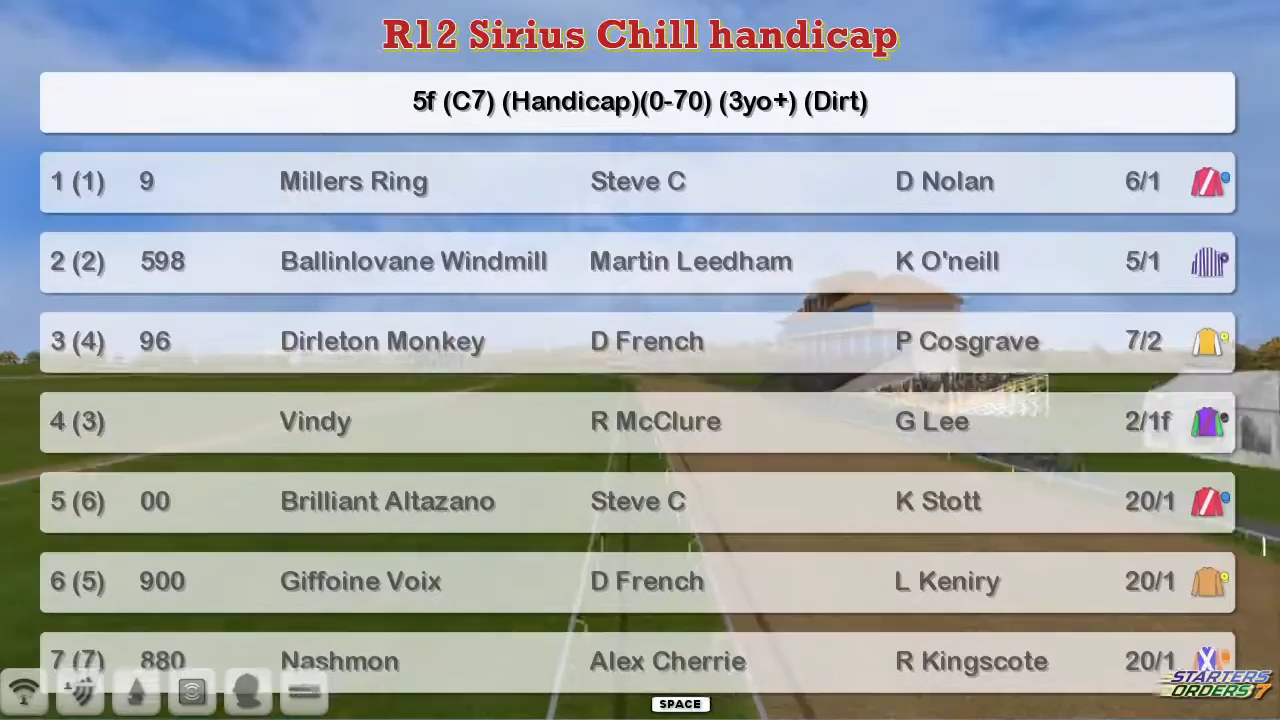 R12 Sirius Chill handicap
5f (C7) (Handicap)(0-70) (3yo+) (Dirt)
1 (1) 9 Millers Ring Steve C D Nolan 6/1
2 (2) 598 Ballinlovane Windmill Martin Leedham K O'neill 5/1
3 (4) 96 Dirleton Monkey D French P Cosgrave 7/2
4 (3) Vindy R McClure G Lee 2/1f
5 (6) 00 Brilliant Altazano Steve C K Stott 20/1
6 (5) 900 Giffoine Voix D French L Keniry 20/1
7 (7) 880 Nashmon Alex Cherrie R Kingscote 20/1
SPACE
STARTERS
ORDERS 7